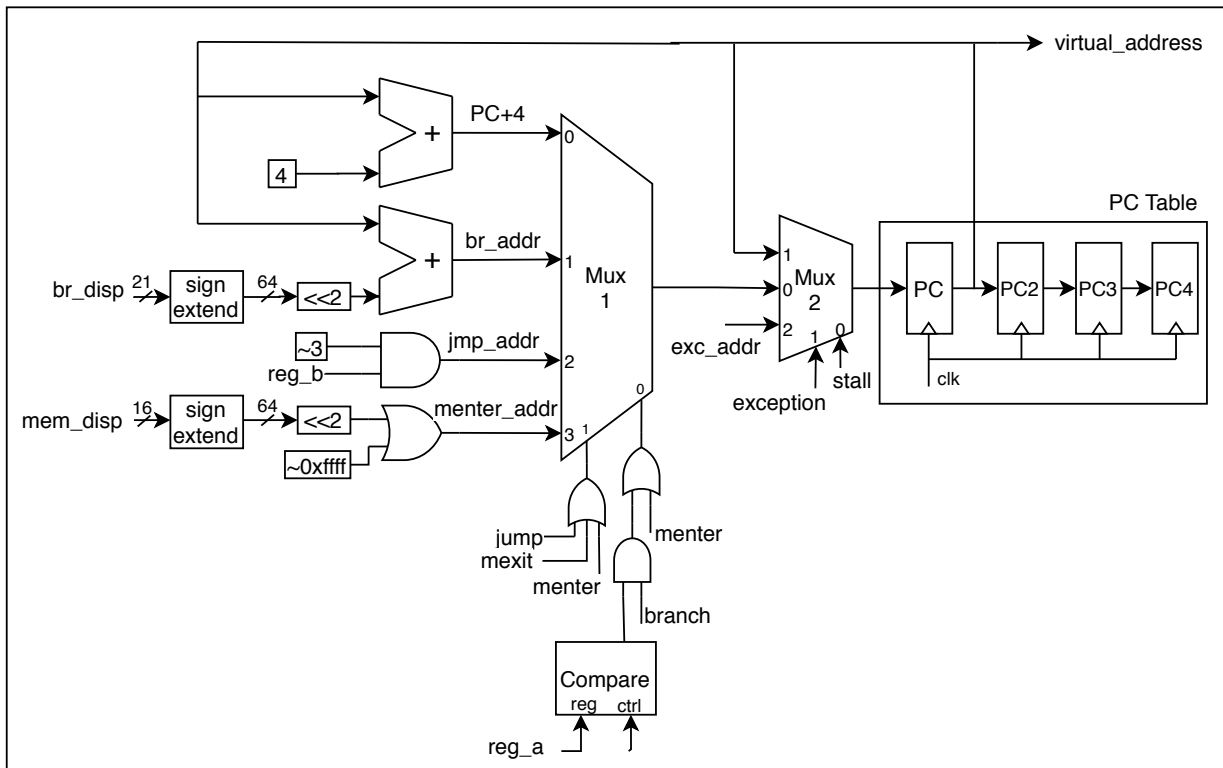 virtual_address
PC+4
+
0
4
PC Table
br_addr
+
1
Mux
1
1
0
2
Mux
2
1
0
PC
PC2
PC3
PC4
br_disp
21
sign
extend
64
<<2
~3
reg_b
jmp_addr
2
exc_addr
exception
stall
clk
mem_disp
16
sign
extend
64
<<2
menter_addr
3
1
0
~0xffff
jump
mexit
menter
menter
branch
Compare
reg
ctrl
reg_a